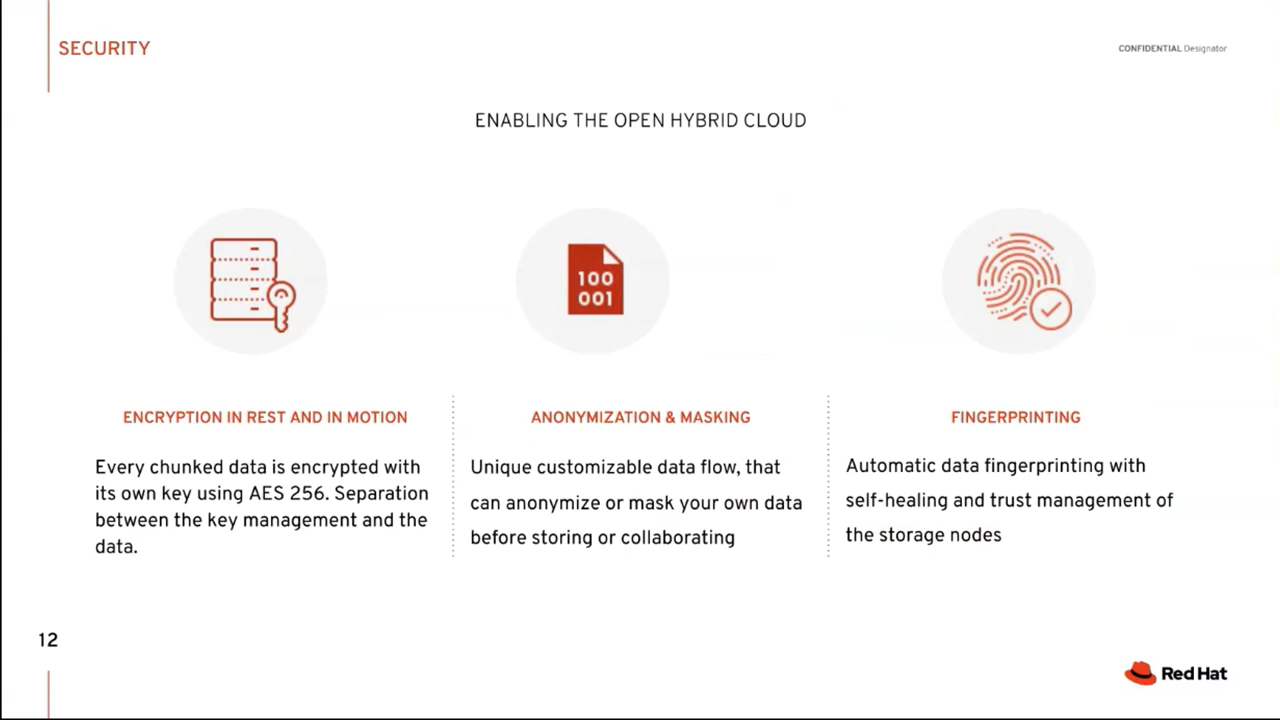 SECURITY
CONFIDENTIAL Designator
ENABLING THE OPEN HYBRID CLOUD
100
001
ENCRYPTION IN REST AND IN MOTION
Every chunked data is encrypted with
its own key using AES 256. Separation
between the key management and the
data.
ANONYMIZATION & MASKING
Unique customizable data flow, that
can anonymize or mask your own data
before storing or collaborating
FINGERPRINTING
Automatic data fingerprinting with
self-healing and trust management of
the storage nodes
12
Red Hat